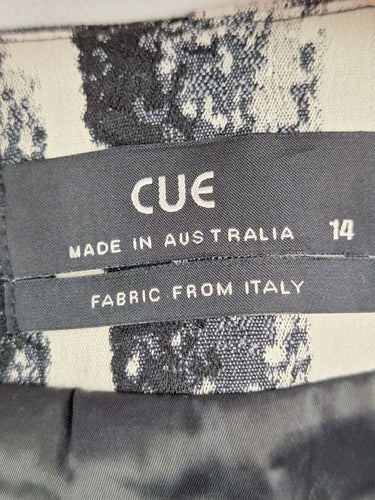 CUE
MADE IN AUSTRALIA 14
FABRIC FROM ITALY